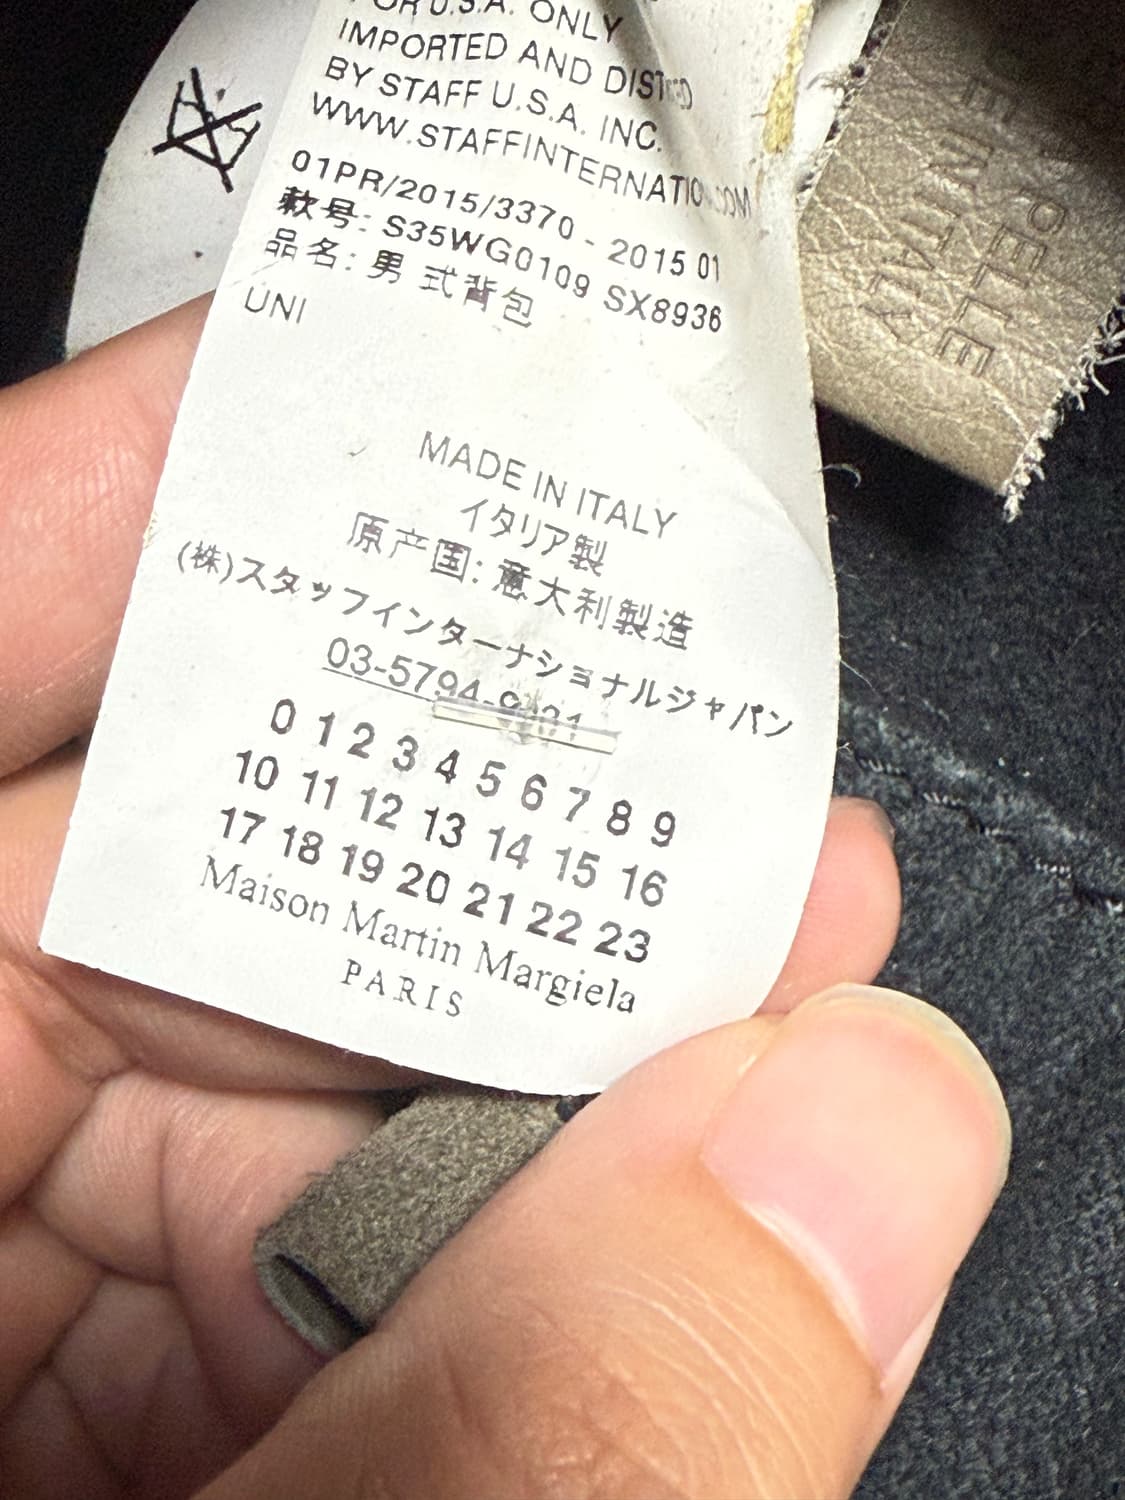 FOR U.S.A. ONLY
IMPORTED AND
BY STAFF U.S.A. INC.
01PR/2015/3370 - 2015 01
款号: S35WG0109 SX8936
品名: 男式背包
UNI
MADE IN ITALY
イタリア製
原产国: 意大利製造
(株)スタッフインターナショナルジャパン
0 1 2 3 4 5 6 7 8 9
10 11 12 13 14 15 16
17 18 19 20 21 22 23
Maison Martin Margiela
PARIS
PELLE
IN ITALY